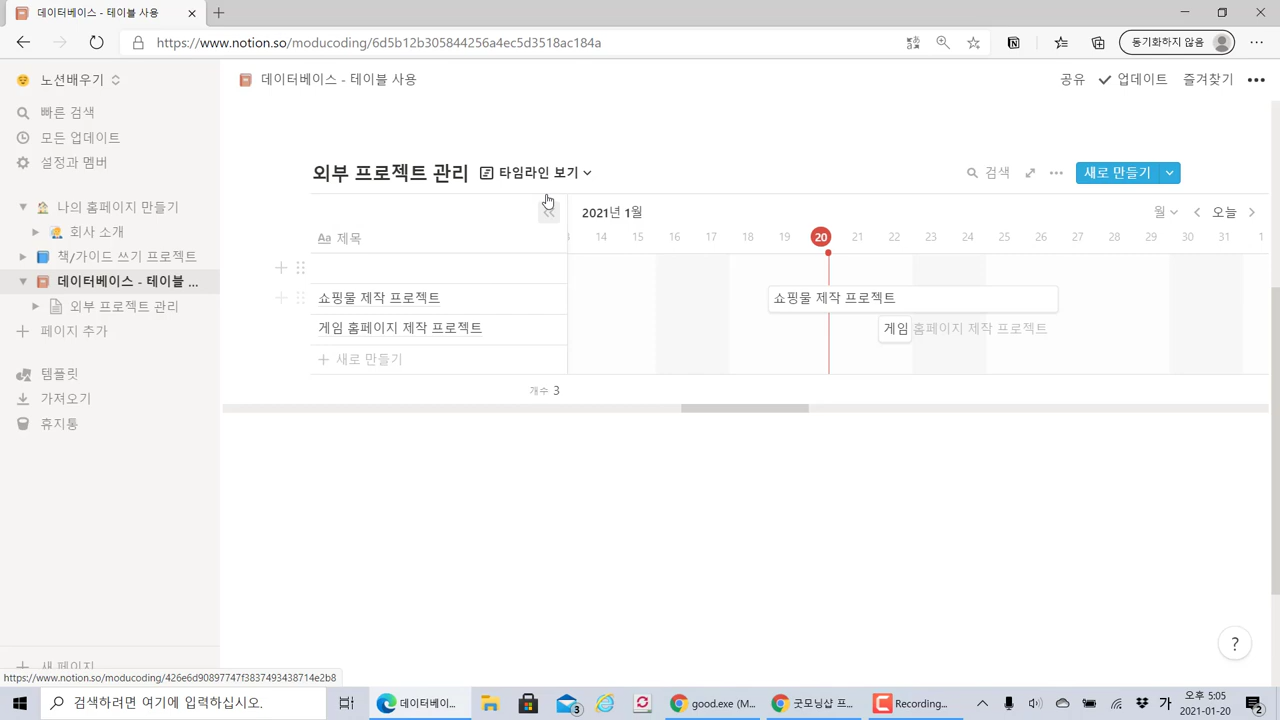 데이터베이스 - 테이블 사용
https://www.notion.so/moducoding/6d5b12b305844256a4ec5d3518ac184a
동기화하지 않음
노션배우기
데이터베이스 - 테이블 사용
공유
업데이트
즐겨찾기
빠른 검색
모든 업데이트
설정과 멤버
나의 홈페이지 만들기
회사 소개
책/가이드 쓰기 프로젝트
데이터베이스 - 테이블 ...
외부 프로젝트 관리
페이지 추가
템플릿
가져오기
휴지통
새 페이지
외부 프로젝트 관리
타임라인 보기
검색
새로 만들기
2021년 1월
월
오늘
Aa 제목
14 15 16 17 18 19 20 21 22 23 24 25 26 27 28 29 30 31 1
쇼핑몰 제작 프로젝트
쇼핑몰 제작 프로젝트
게임 홈페이지 제작 프로젝트
게임 홈페이지 제작 프로젝트
새로 만들기
개수 3
?
https://www.notion.so/moducoding/426e6d90897747f3837493438714e2b8
검색하려면 여기에 입력하십시오.
데이터베이...
3
good.exe (M...
굿모닝샵 프...
Recording...
가
오후 5:05
2021-01-20
2